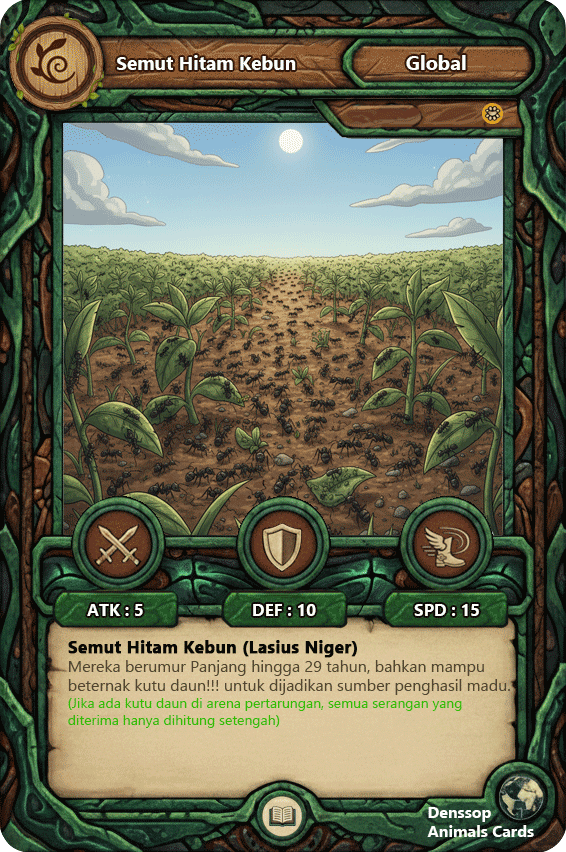 Semut Hitam Kebun
Global
ATK : 5
DEF : 10
SPD : 15
Semut Hitam Kebun (Lasius Niger)
Mereka berumur Panjang hingga 29 tahun, bahkan mampu
beternak kutu daun!!! untuk dijadikan sumber penghasil madu.
(Jika ada kutu daun di arena pertarungan, semua serangan yang
diterima hanya dihitung setengah)
Denssop
Animals Cards